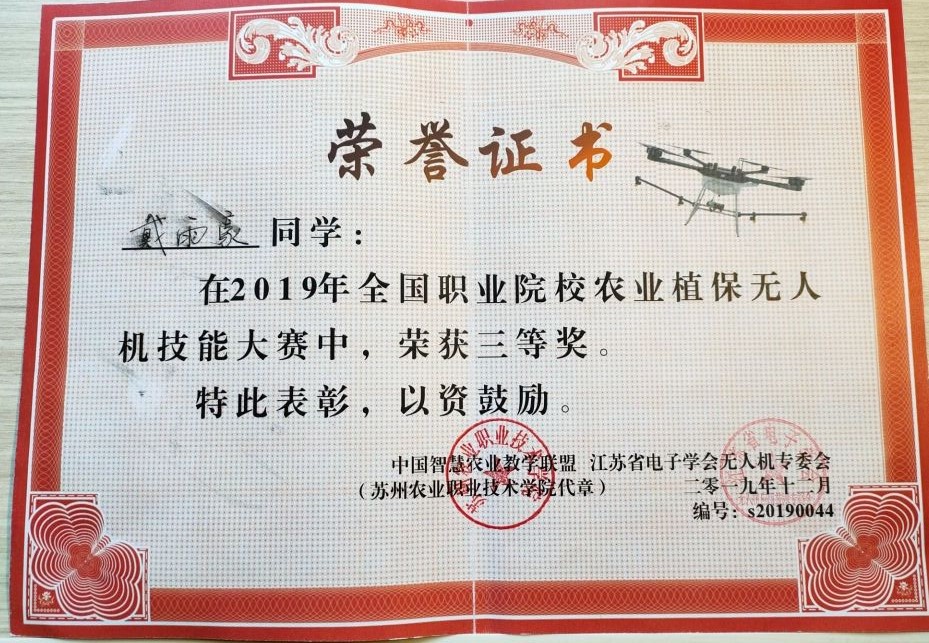 荣誉证书
戴雨豪 同学：
在2019年全国职业院校农业植保无人
机技能大赛中，荣获三等奖。
特此表彰，以资鼓励。
中国智慧农业教学联盟 江苏省电子学会无人机专委会
（苏州农业职业技术学院代章） 二零一九年十二月
编号：s20190044